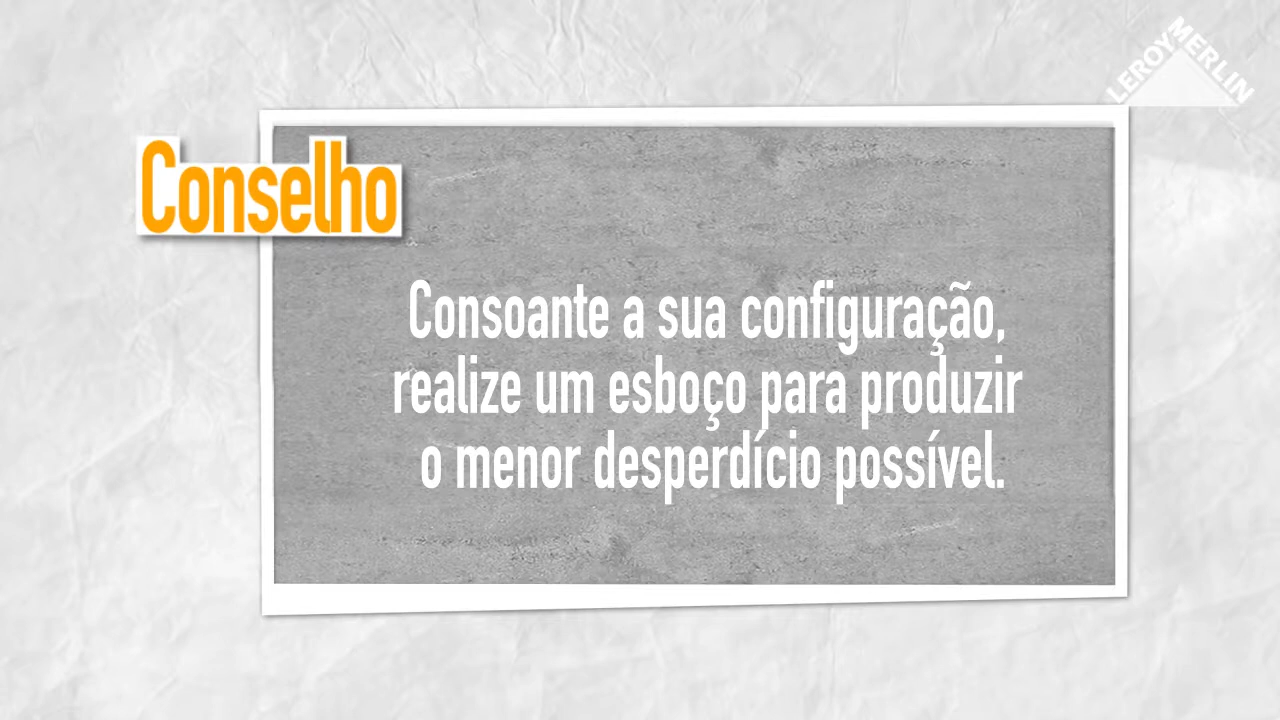 LEROY MERLIN
Conselho
Consoante a sua configuração,
realize um esboço para produzir
o menor desperdício possível.